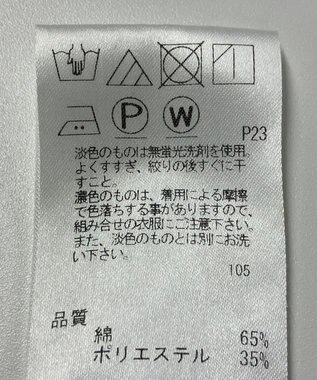 P W P23
淡色のものは無蛍光洗剤を使用。
よくすすぎ、絞りの後すぐに干
すこと。
濃色のものは、着用による摩擦
で色落ちする事がありますので、
組み合せの衣服にご注意下さい。
また、淡色のものとは別にお洗
い下さい。
105
品質
綿 65%
ポリエステル 35%